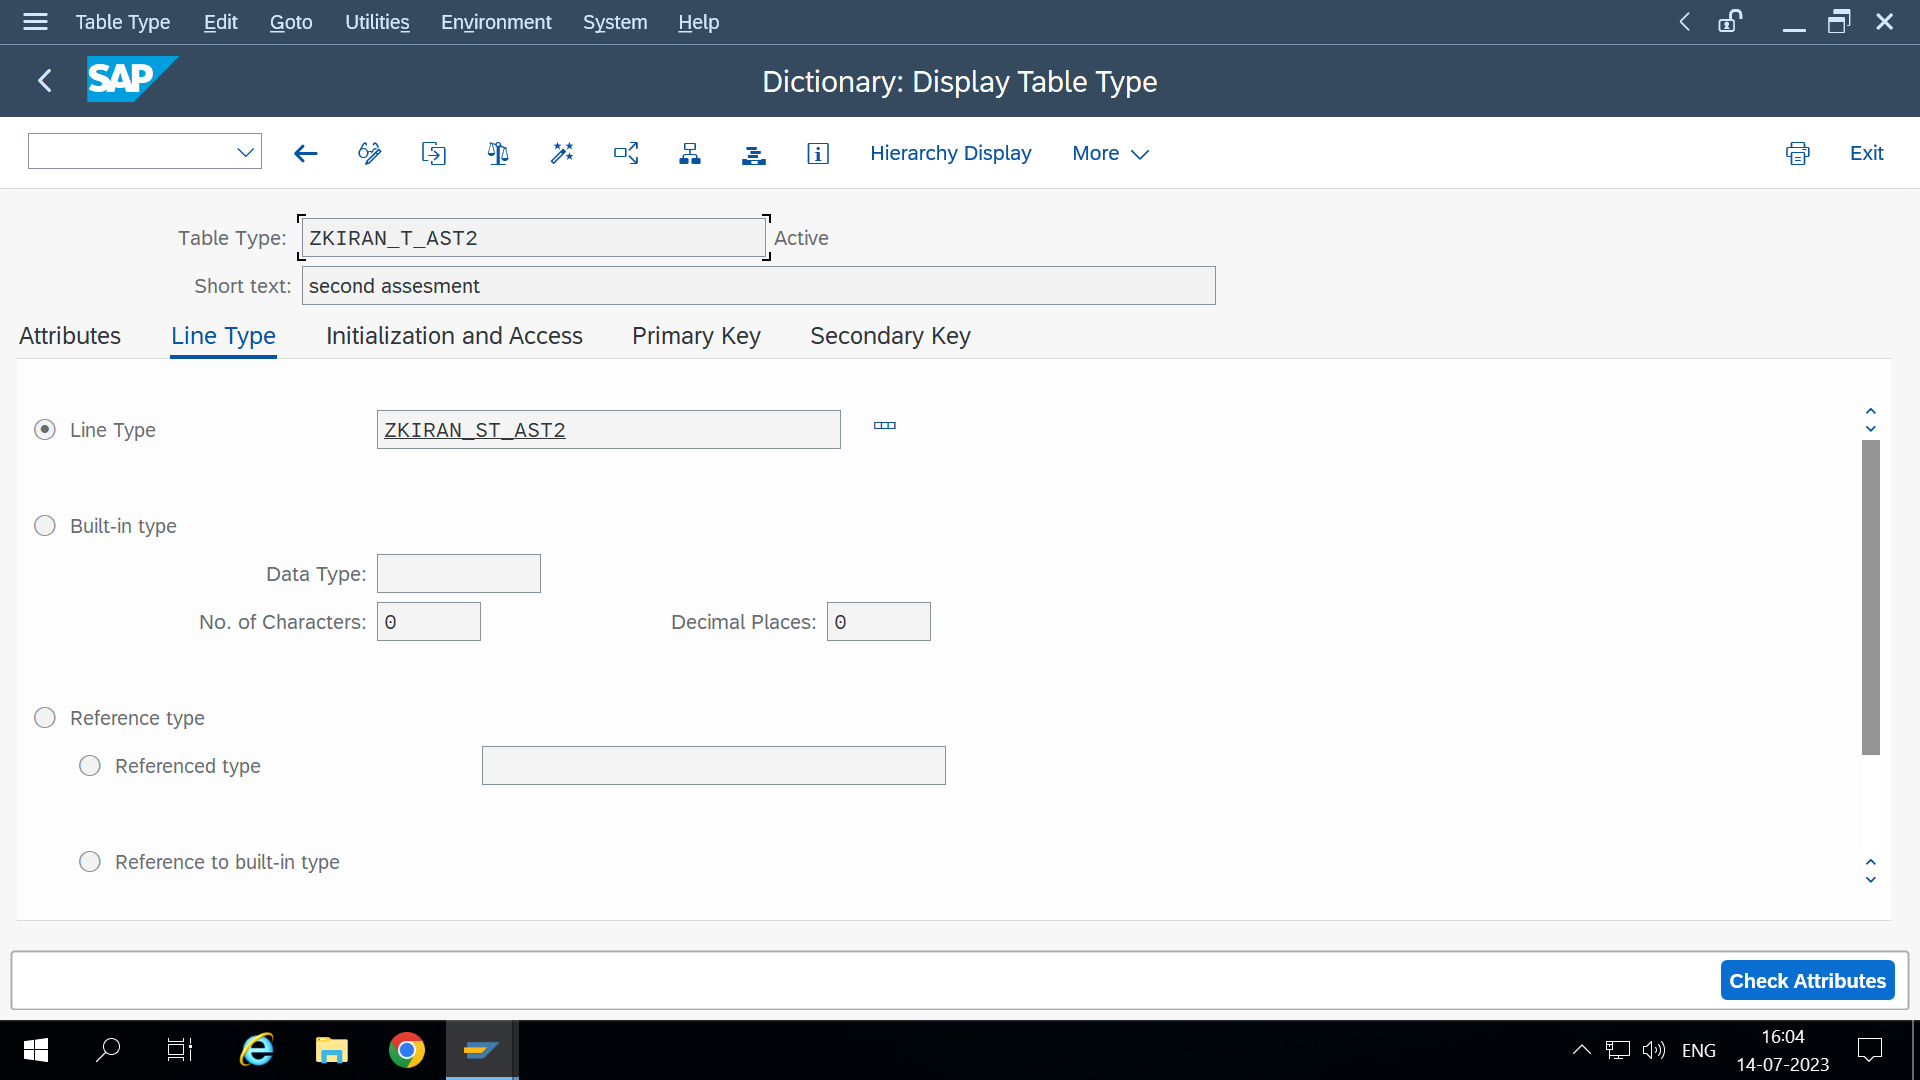 Table Type Edit Goto Utilities Environment System Help
SAP Dictionary: Display Table Type
Hierarchy Display More Exit
Table Type: ZKIRAN_T_AST2 Active
Short text: second assesment
Attributes Line Type Initialization and Access Primary Key Secondary Key
Line Type ZKIRAN_ST_AST2
Built-in type
Data Type:
No. of Characters: 0 Decimal Places: 0
Reference type
Referenced type
Reference to built-in type
Check Attributes
ENG 16:04
14-07-2023